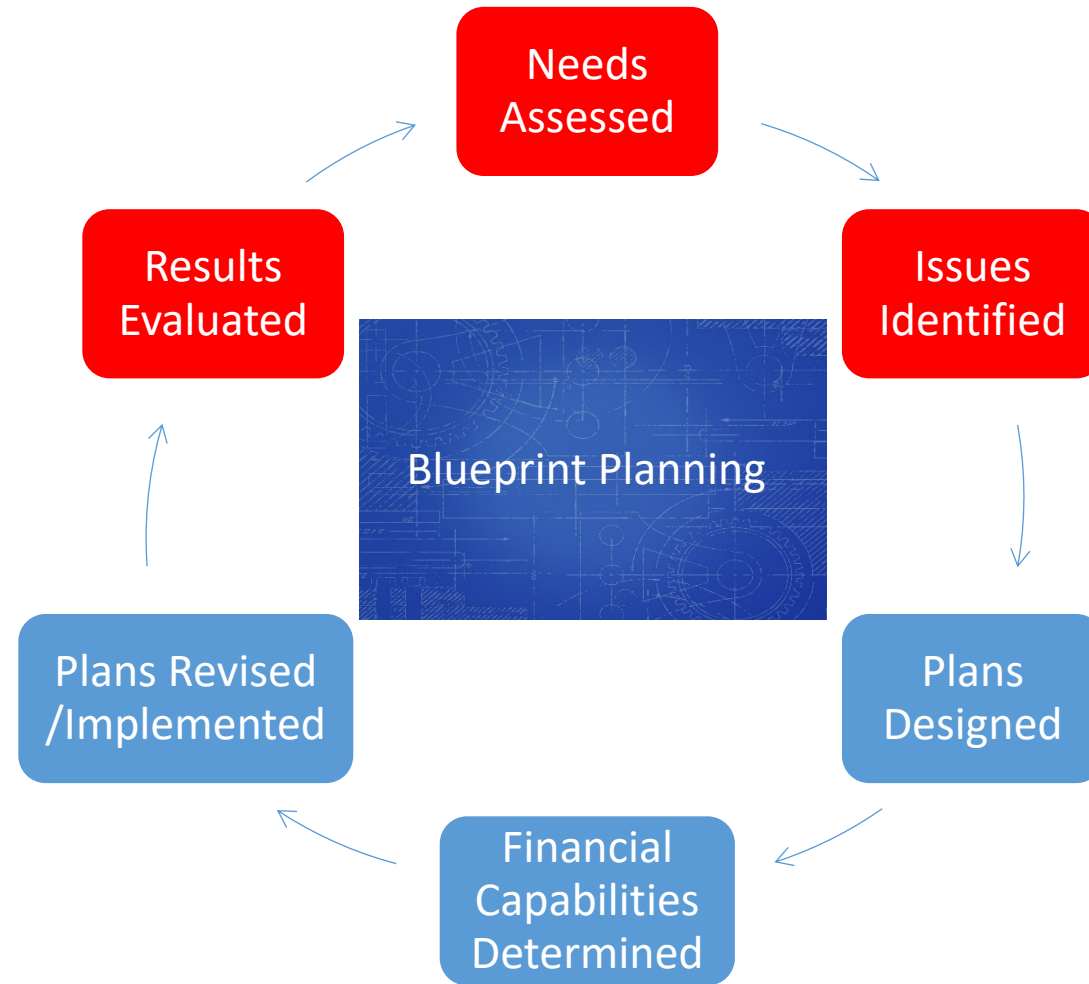 Needs
Assessed
Issues
Identified
Plans
Designed
Financial
Capabilities
Determined
Plans Revised
/Implemented
Results
Evaluated
Blueprint Planning